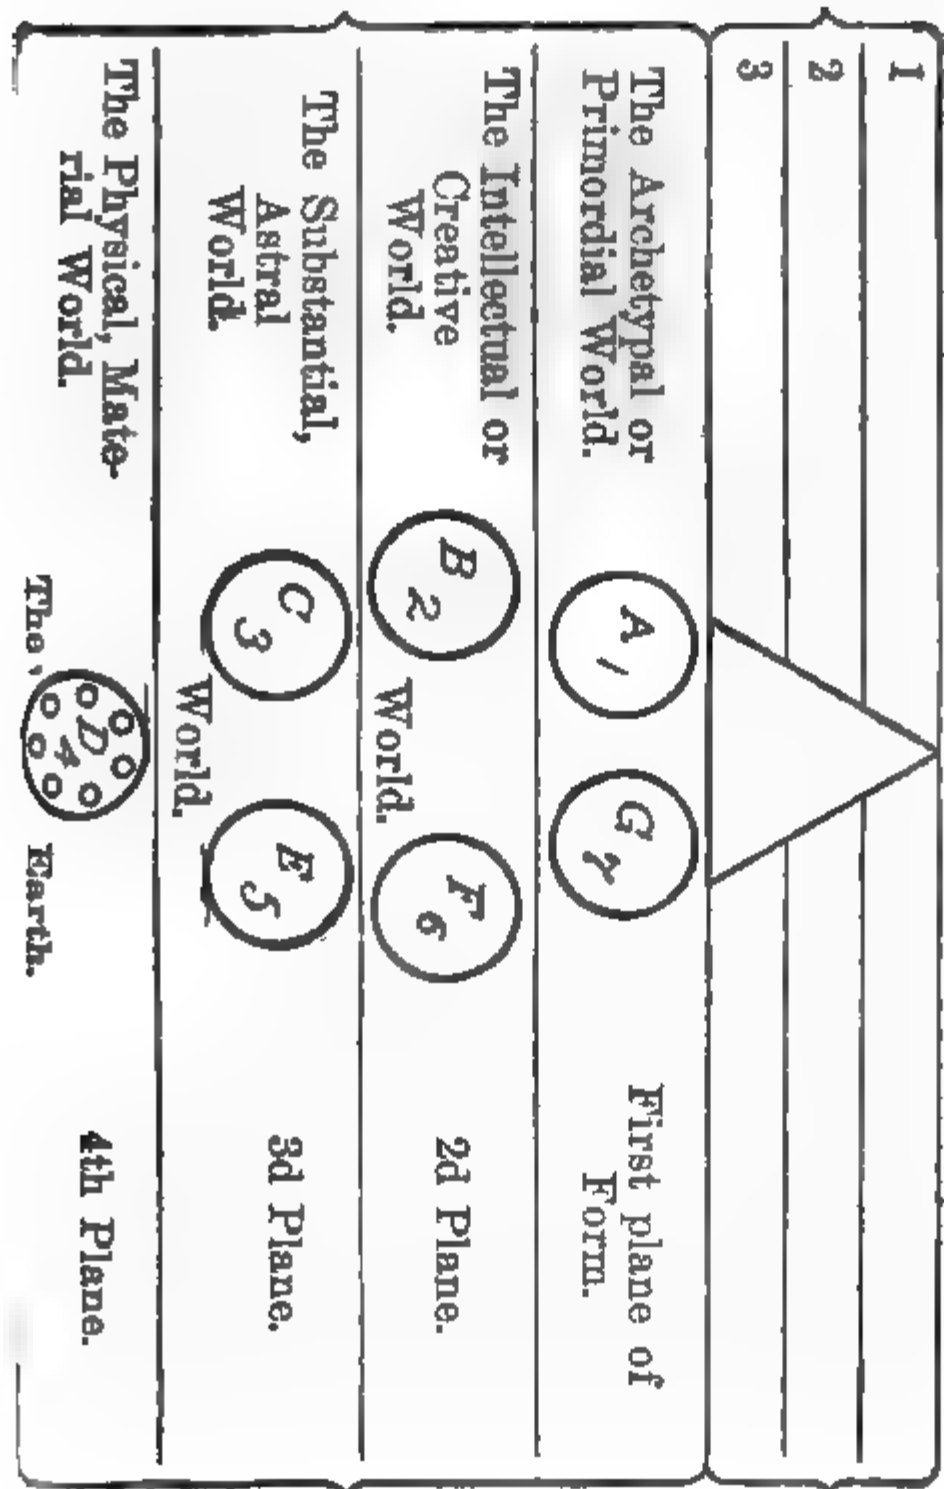 1
2
3
The Archetypal or
Primordial World.
A 1
G 7
First plane of
Form.
The Intellectual or
Creative
World.
B 2
World.
F 6
2d Plane.
The Substantial,
Astral
World.
C 3
World.
E 5
3d Plane.
The Physical, Mate-
rial World.
The
D 4
Earth.
4th Plane.